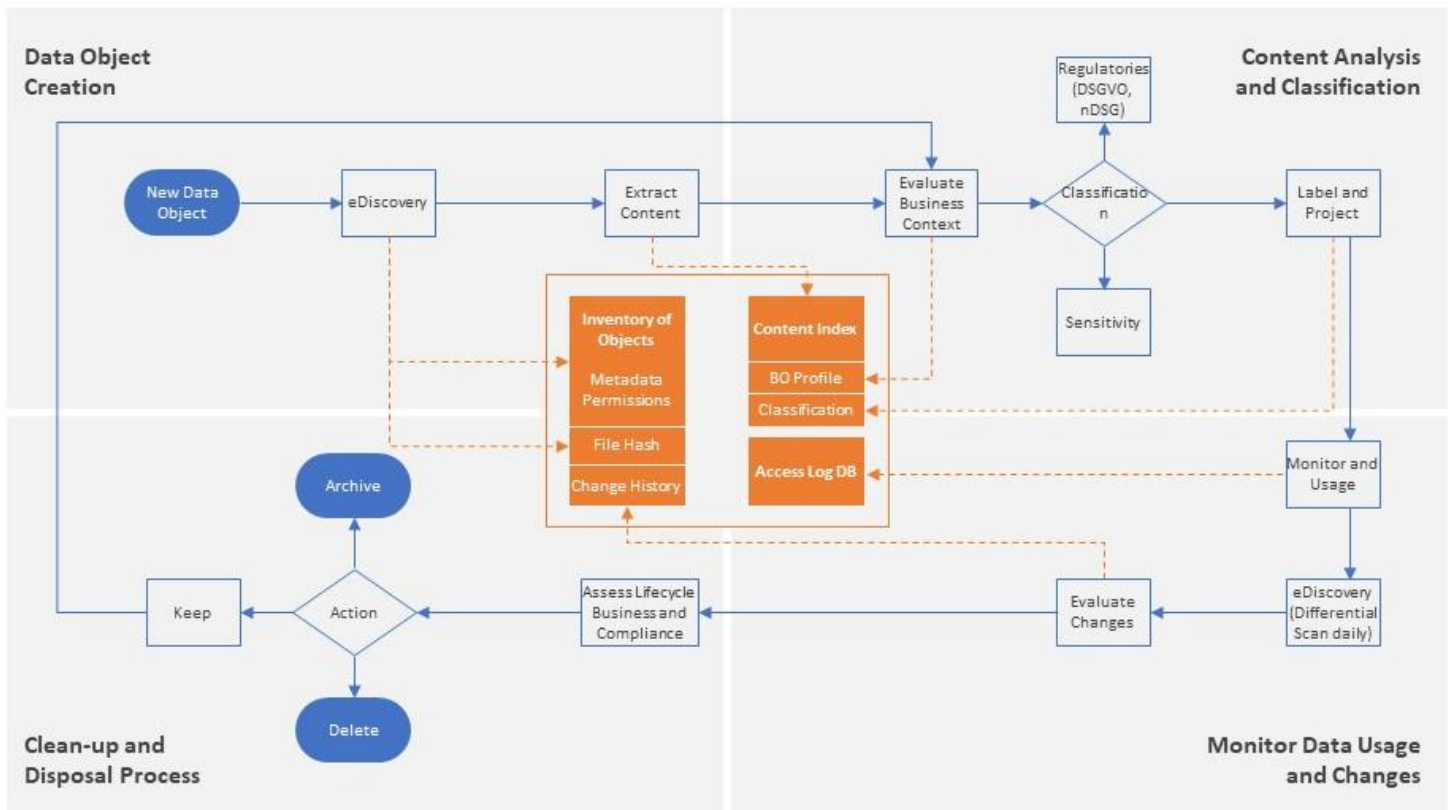 Data Object
Creation
Content Analysis
and Classification
Regulatories
(DSGVO,
nDSG)
New Data
Object
eDiscovery
Extract
Content
Evaluate
Business
Context
Classificatio
n
Label and
Project
Sensitivity
Inventory of
Objects
Metadata
Permissions
File Hash
Change History
Content Index
BO Profile
Classification
Access Log DB
Monitor and
Usage
Archive
Keep
Action
Assess Lifecycle
Business and
Compliance
Evaluate
Changes
eDiscovery
(Differential
Scan daily)
Delete
Clean-up and
Disposal Process
Monitor Data Usage
and Changes